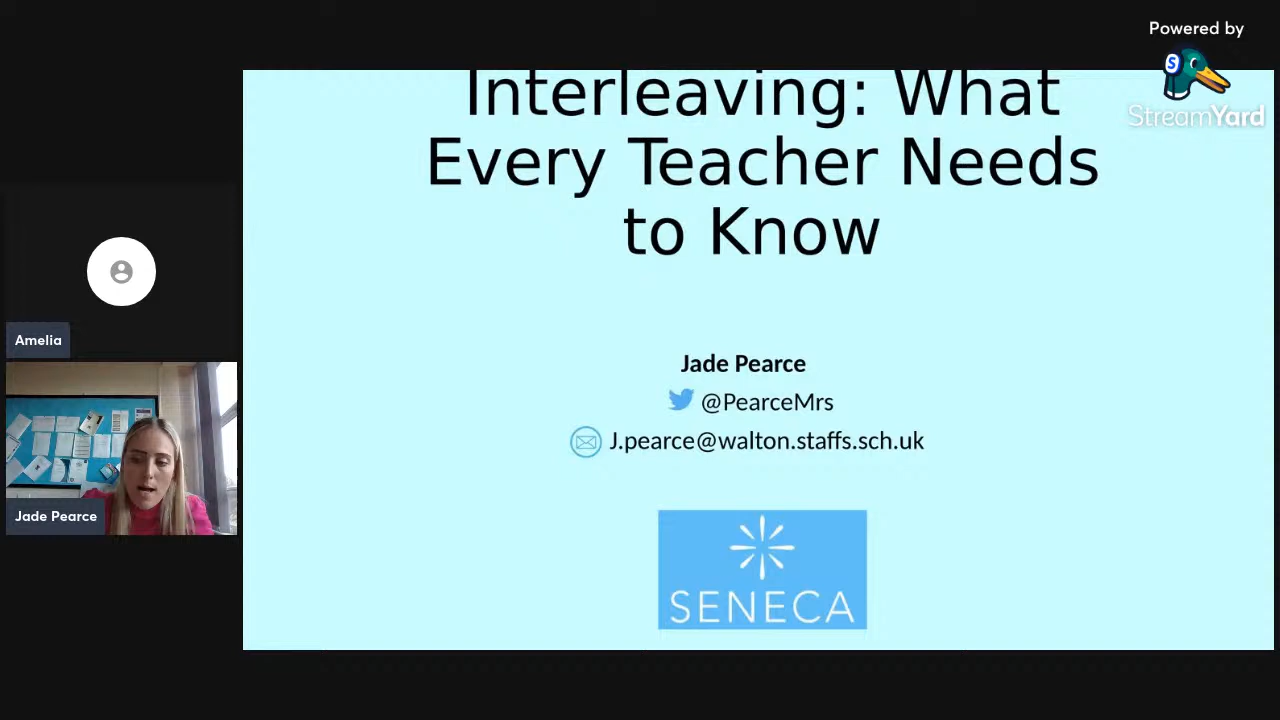 Powered by
StreamYard
Interleaving: What
Every Teacher Needs
to Know
Amelia
Jade Pearce
@PearceMrs
J.pearce@walton.staffs.sch.uk
Jade Pearce
SENECA